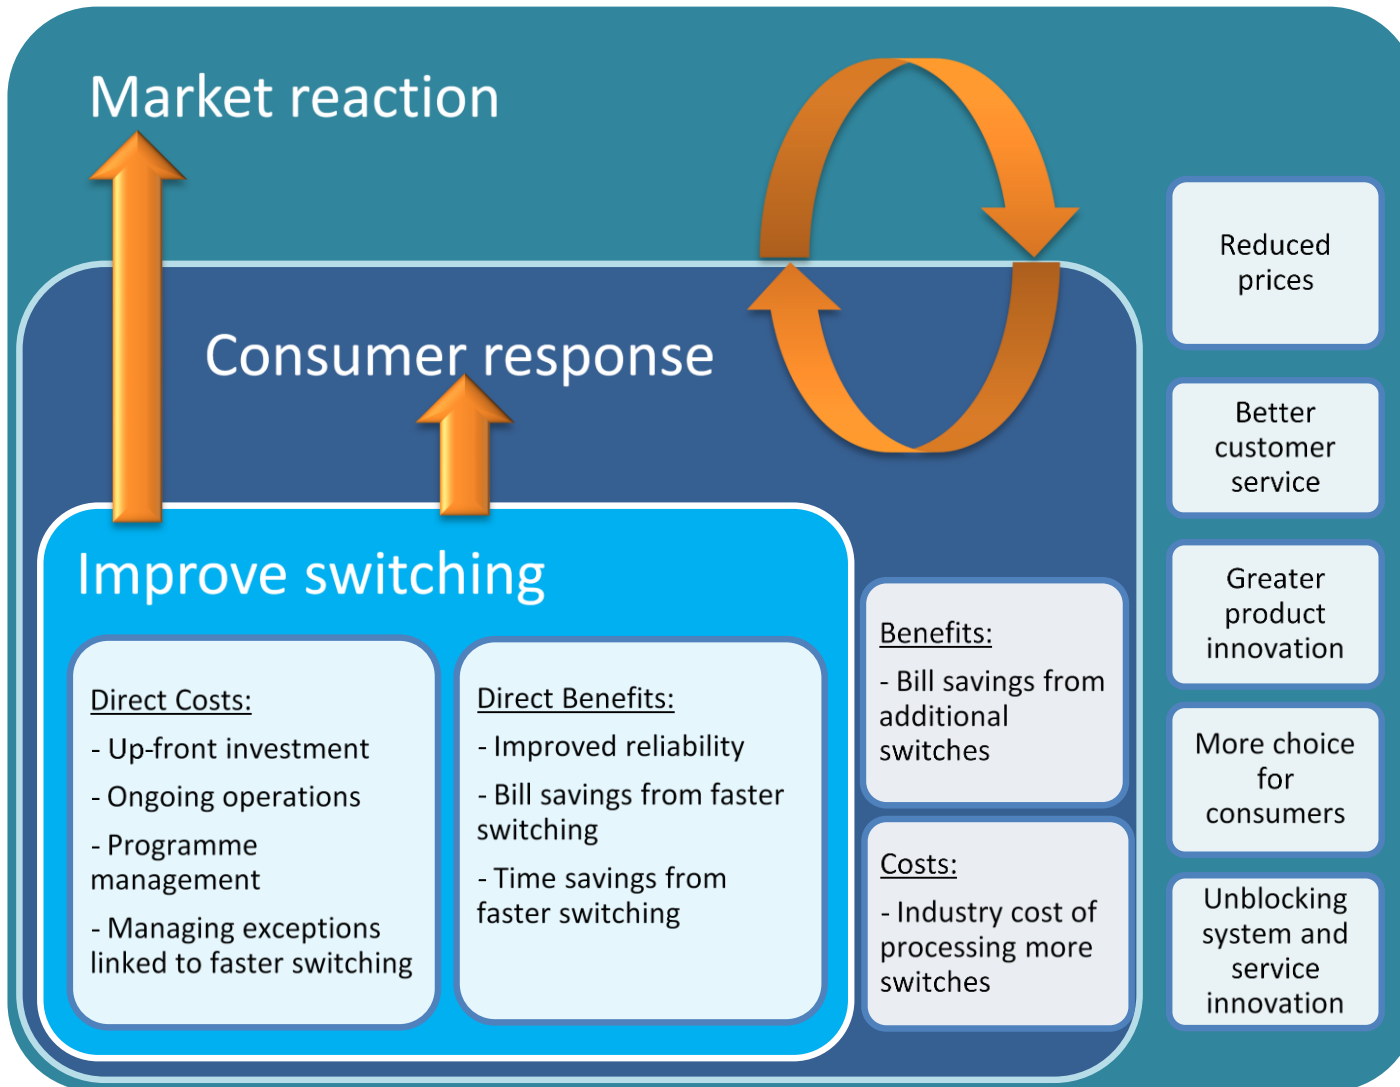 Market reaction
Consumer response
Improve switching
Direct Costs:
- Up-front investment
- Ongoing operations
- Programme
management
- Managing exceptions
linked to faster switching
Direct Benefits:
- Improved reliability
- Bill savings from faster
switching
- Time savings from
faster switching
Benefits:
- Bill savings from
additional
switches
Costs:
- Industry cost of
processing more
switches
Reduced
prices
Better
customer
service
Greater
product
innovation
More choice
for
consumers
Unblocking
system and
service
innovation